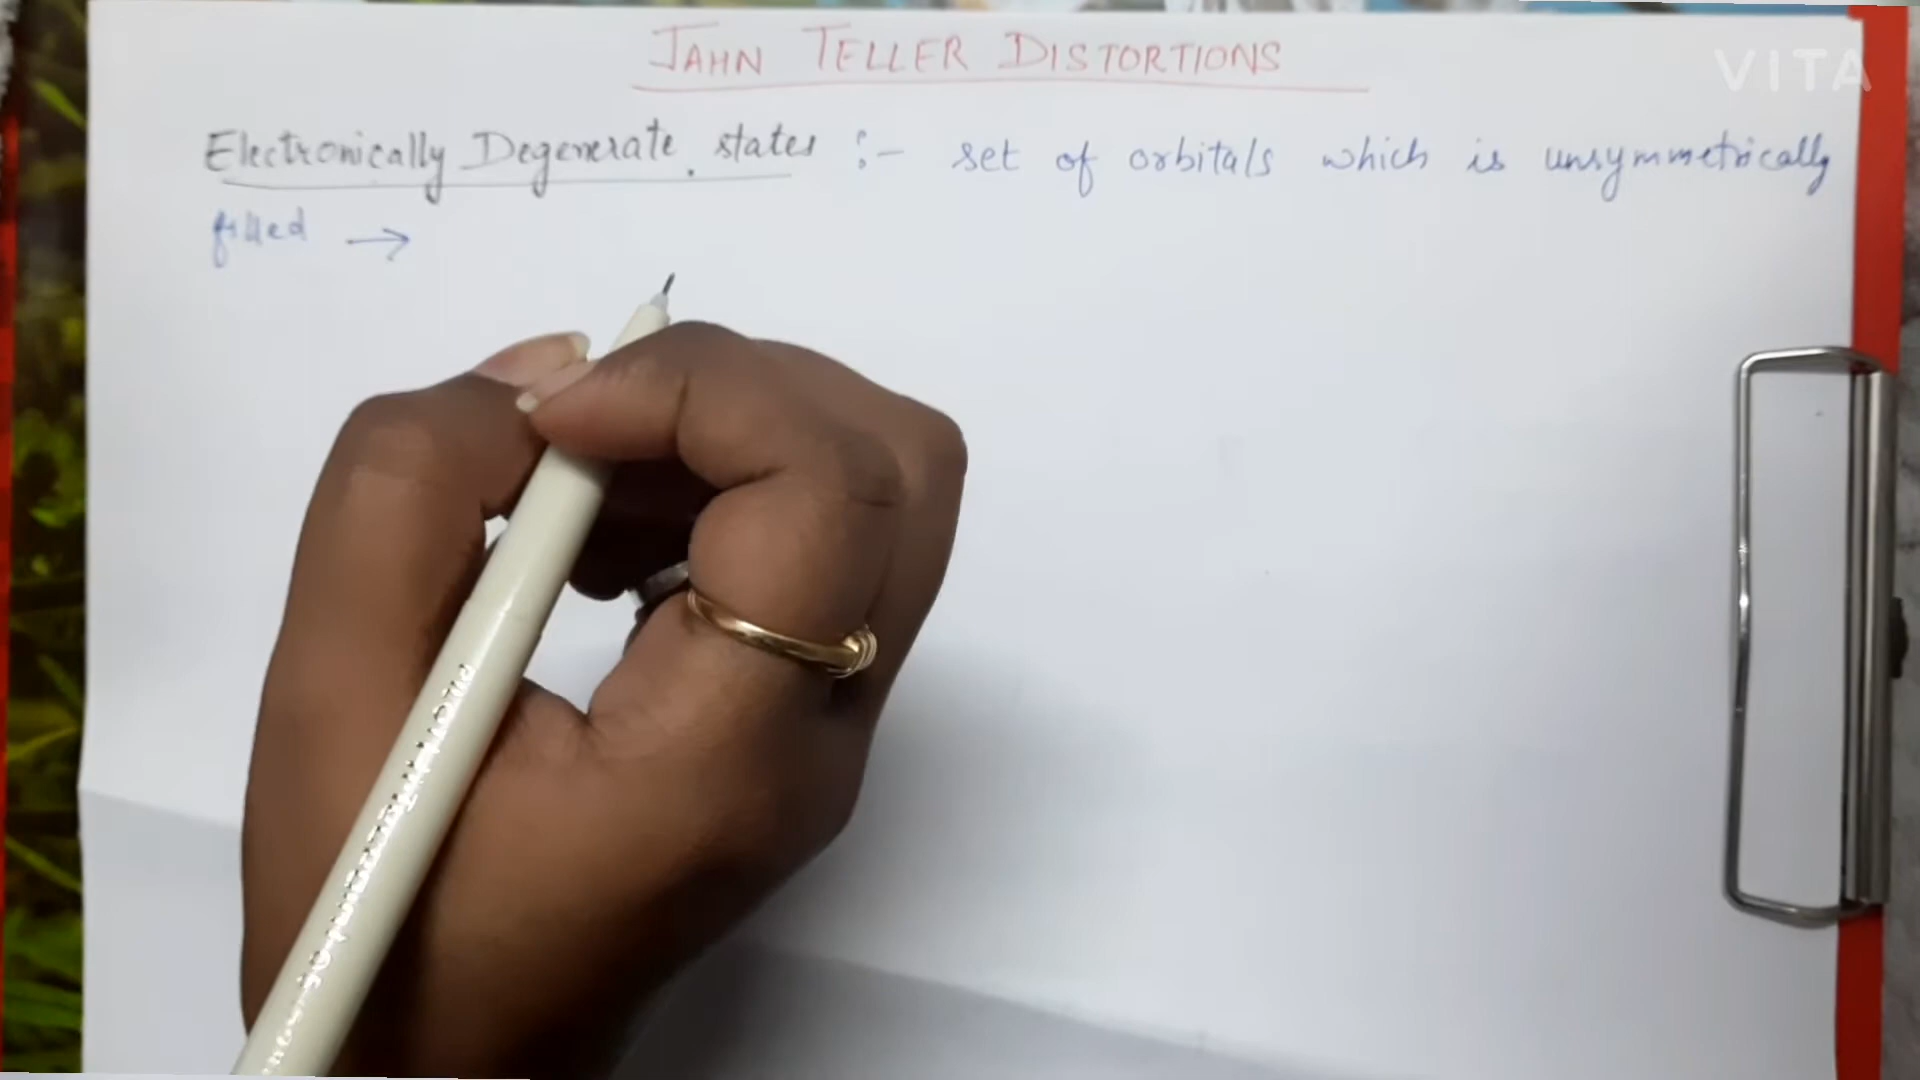 JAHN TELLER DISTORTIONS
VITA
Electronically Degenerate states :- set of orbitals which is unsymmetrically
filled →